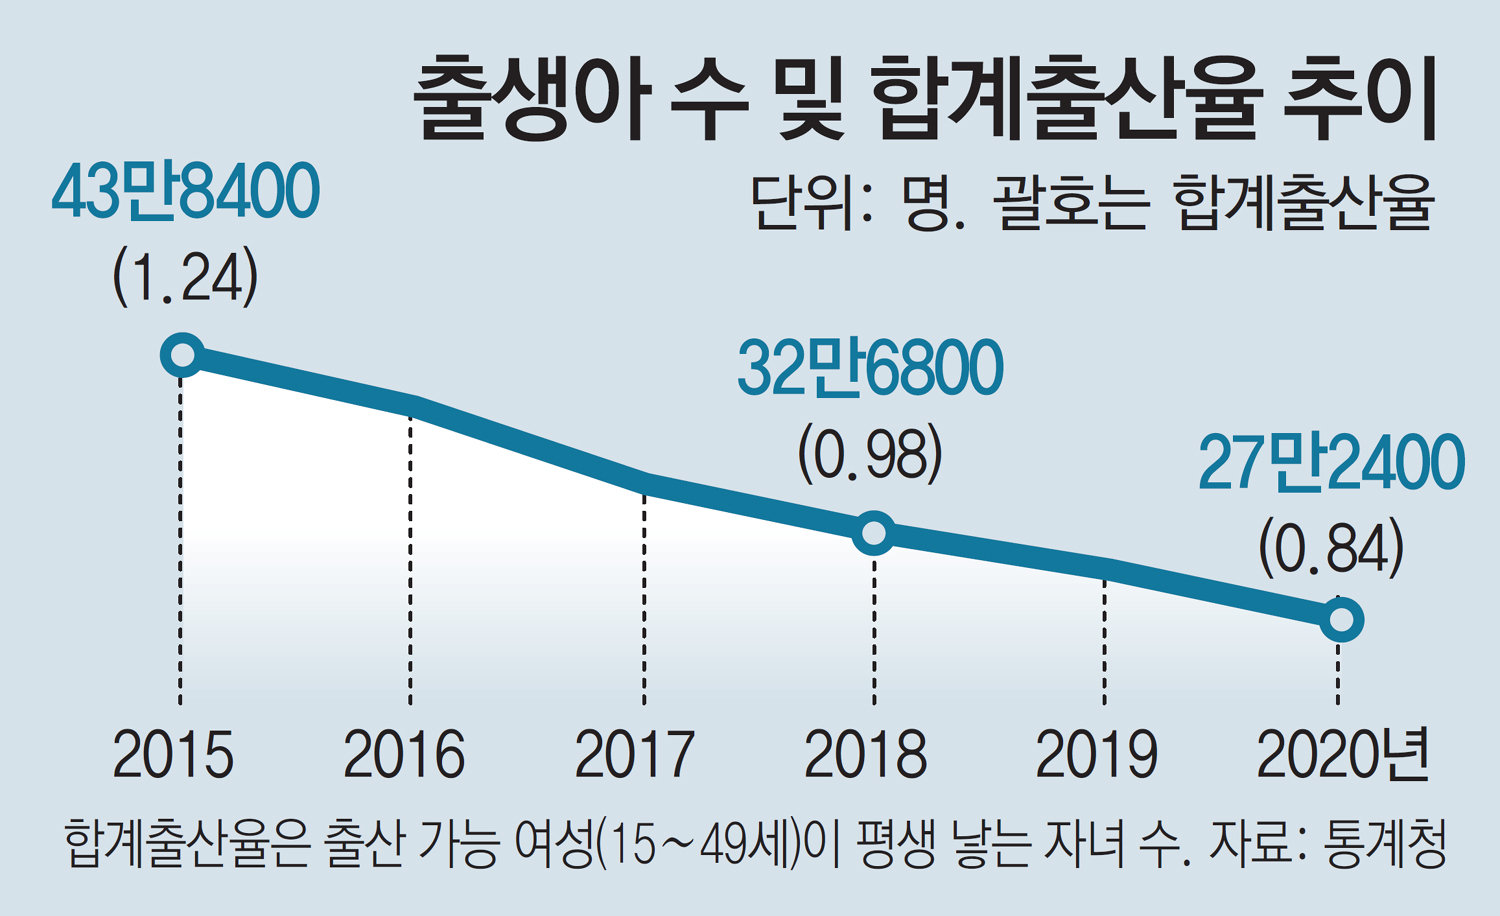 출생아 수 및 합계출산율 추이
단위: 명. 괄호는 합계출산율
43만8400
(1.24)
32만6800
(0.98)
27만2400
(0.84)
2015 2016 2017 2018 2019 2020년
합계출산율은 출산 가능 여성(15~49세)이 평생 낳는 자녀 수. 자료: 통계청